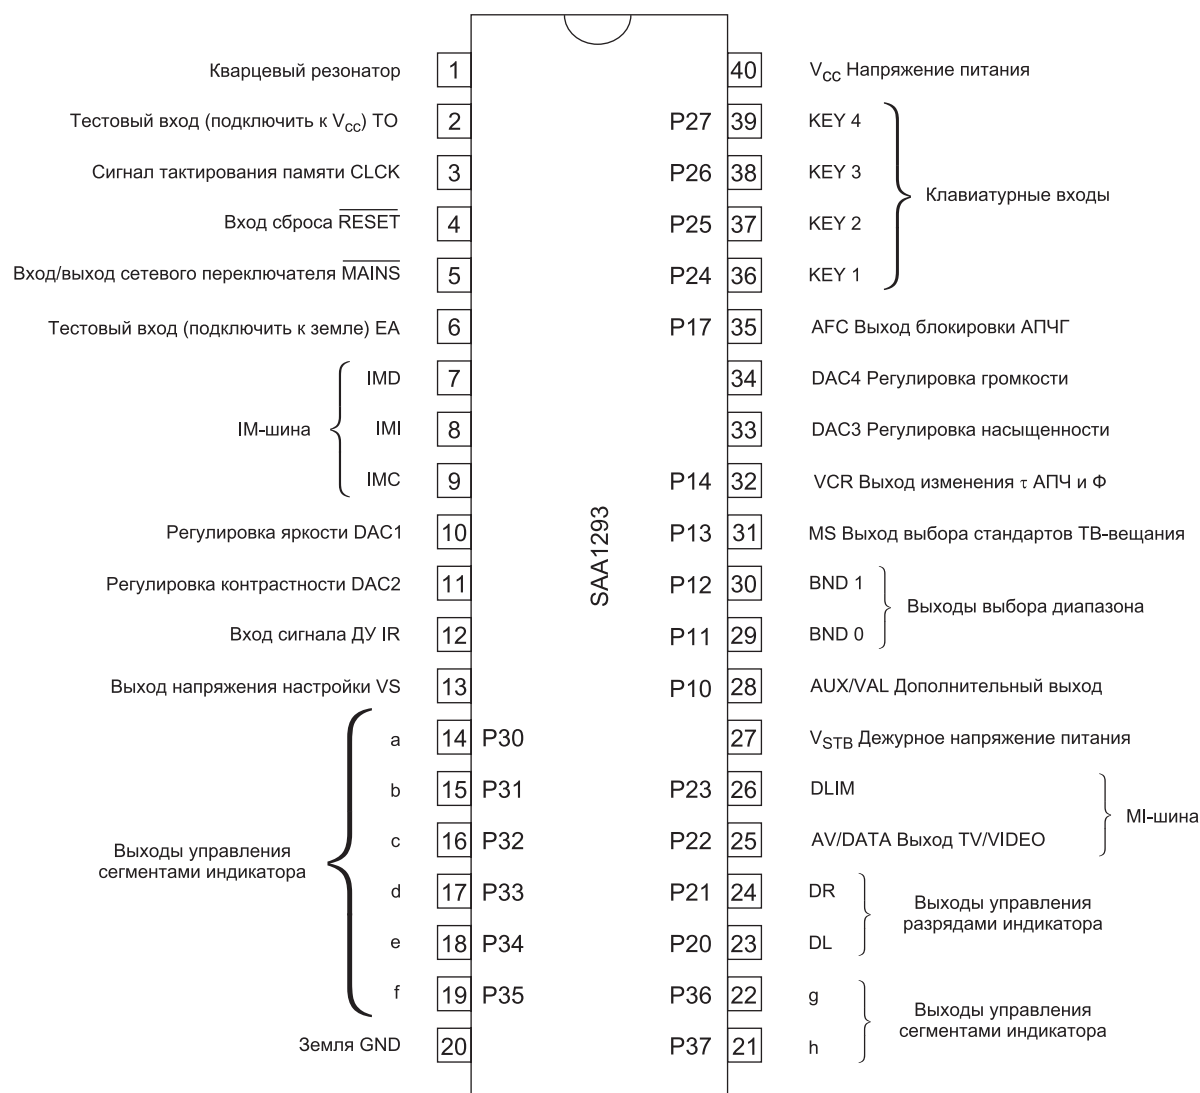 Кварцевый резонатор 1
40 V_CC Напряжение питания
Тестовый вход (подключить к V_CC) TO 2
P27 39 KEY 4
Сигнал тактирования памяти CLCK 3
P26 38 KEY 3
Клавиатурные входы
Вход сброса RESET 4
P25 37 KEY 2
Вход/выход сетевого переключателя MAINS 5
P24 36 KEY 1
Тестовый вход (подключить к земле) EA 6
P17 35 AFC Выход блокировки АПЧГ
IMD 7
34 DAC4 Регулировка громкости
IM-шина
IMI 8
33 DAC3 Регулировка насыщенности
IMC 9
P14 32 VCR Выход изменения τ АПЧ и Ф
Регулировка яркости DAC1 10
P13 31 MS Выход выбора стандартов ТВ-вещания
SAA1293
Регулировка контрастности DAC2 11
P12 30 BND 1
Выходы выбора диапазона
Вход сигнала ДУ IR 12
P11 29 BND 0
Выход напряжения настройки VS 13
P10 28 AUX/VAL Дополнительный выход
a 14 P30
27 V_STB Дежурное напряжение питания
b 15 P31
P23 26 DLIM
MI-шина
c 16 P32
P22 25 AV/DATA Выход TV/VIDEO
Выходы управления
сегментами индикатора
d 17 P33
P21 24 DR
Выходы управления
разрядами индикатора
e 18 P34
P20 23 DL
f 19 P35
P36 22 g
Выходы управления
сегментами индикатора
Земля GND 20
P37 21 h